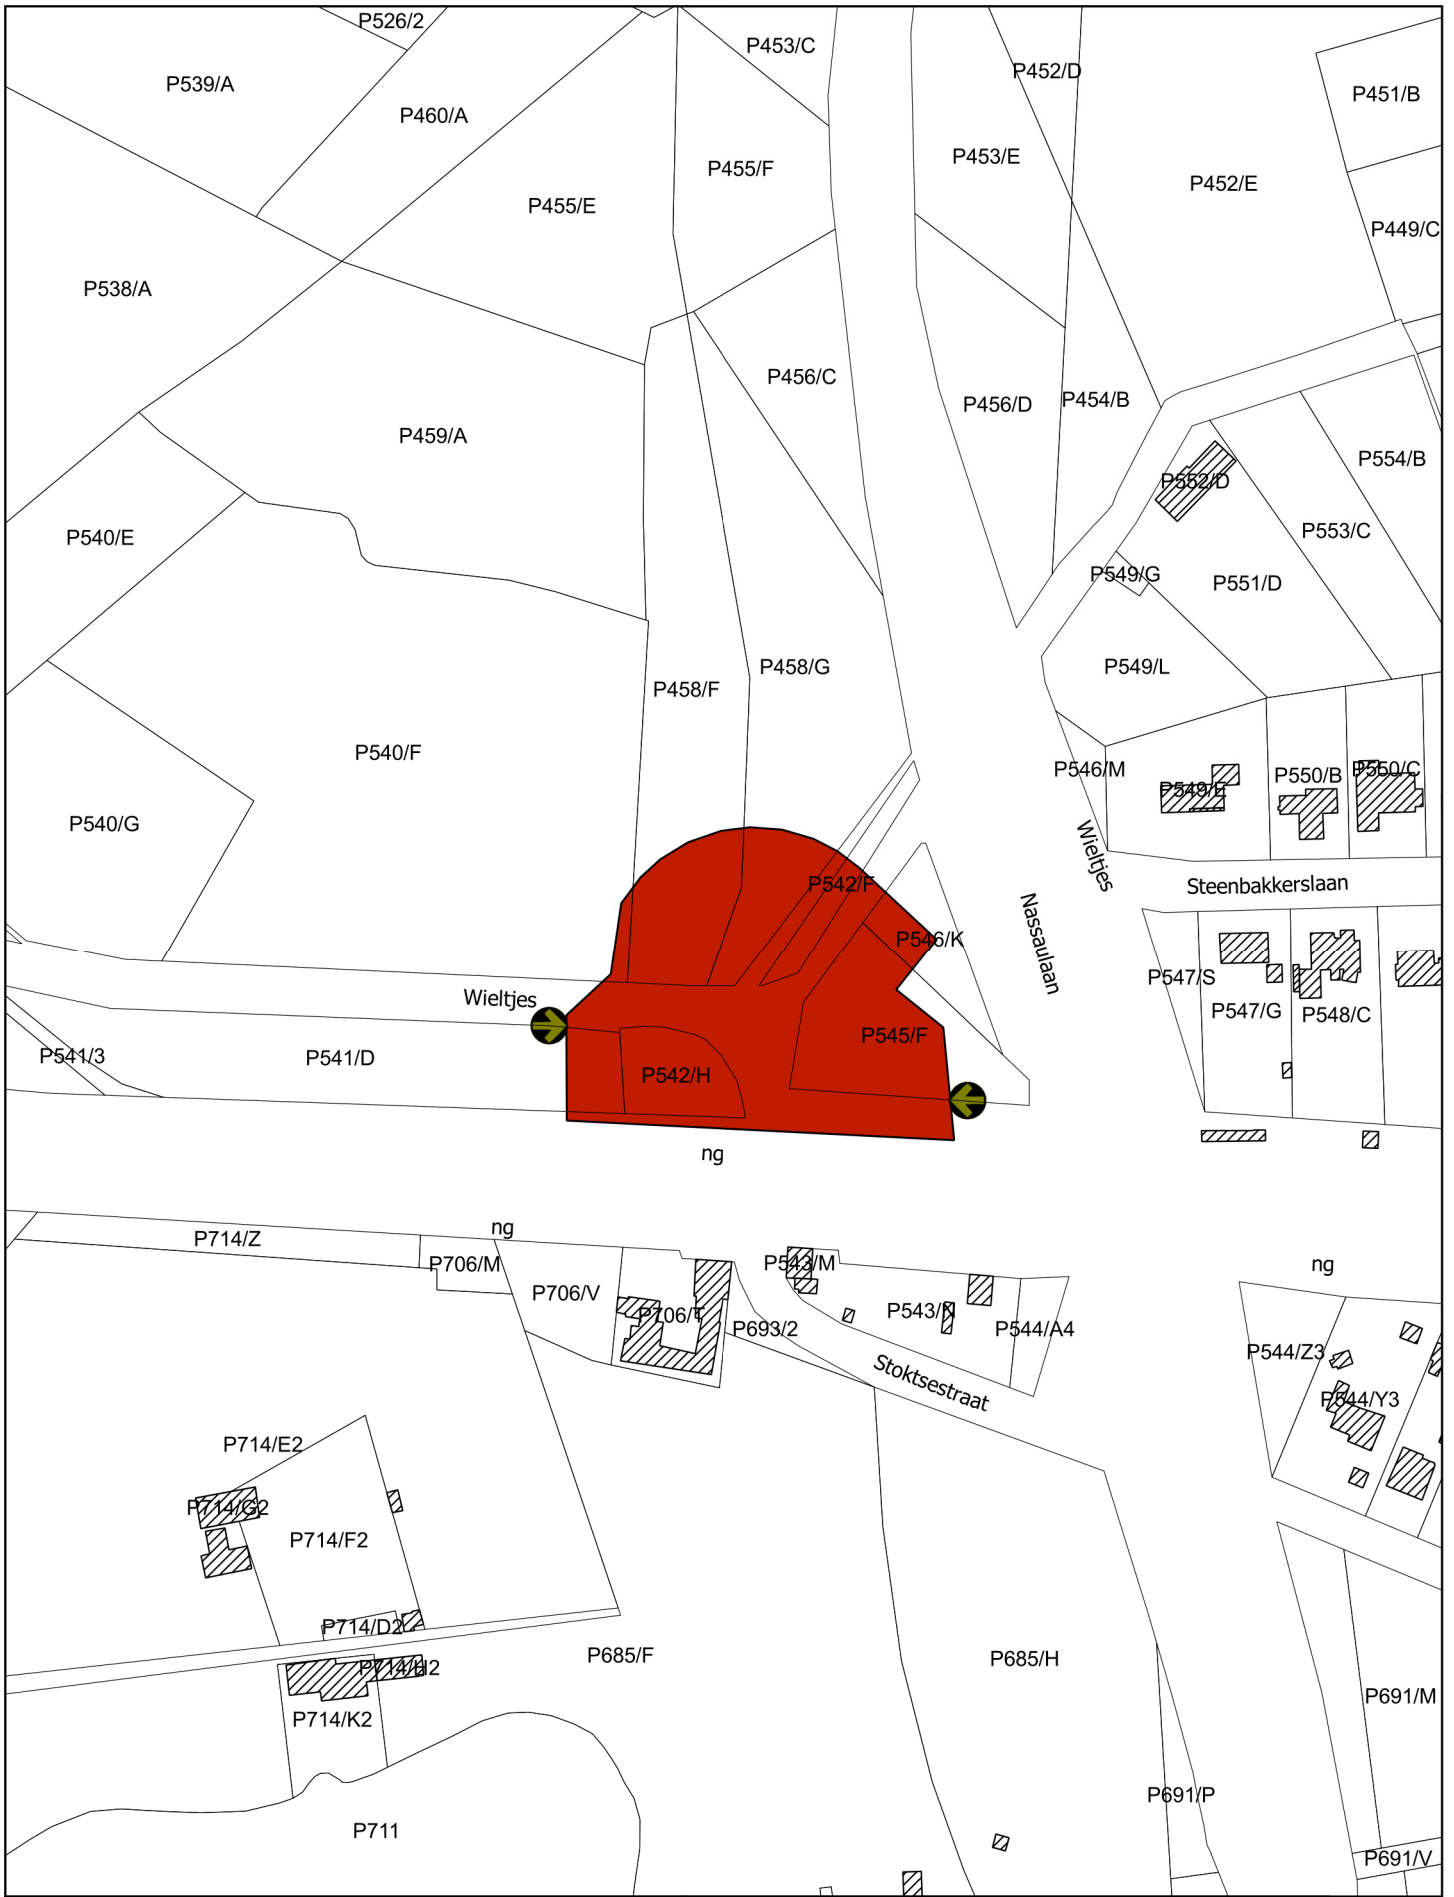 P526/2
P453/C
P539/A
P452/D
P451/B
P460/A
P453/E
P455/F
P452/E
P455/E
P449/C
P538/A
P456/C
P454/B
P456/D
P459/A
P554/B
P552/D
P553/C
P540/E
P549/G
P551/D
P458/G
P549/L
P458/F
P540/F
P546/M
P550/B
P550/C
P549/E
P540/G
Wieltjes
P542/F
Steenbakkerslaan
P546/K
Nassaulaan
P547/S
Wieltjes
P547/G
P548/C
P545/F
P541/3
P541/D
P542/H
ng
ng
P714/Z
P706/M
P543/M
ng
P706/V
P543/N
P706/T
P693/2
P544/A4
P544/Z3
Stoktsestraat
P544/Y3
P714/E2
P714/G2
P714/F2
P714/D2
P685/F
P685/H
P714/H2
P691/M
P714/K2
P691/P
P711
P691/V